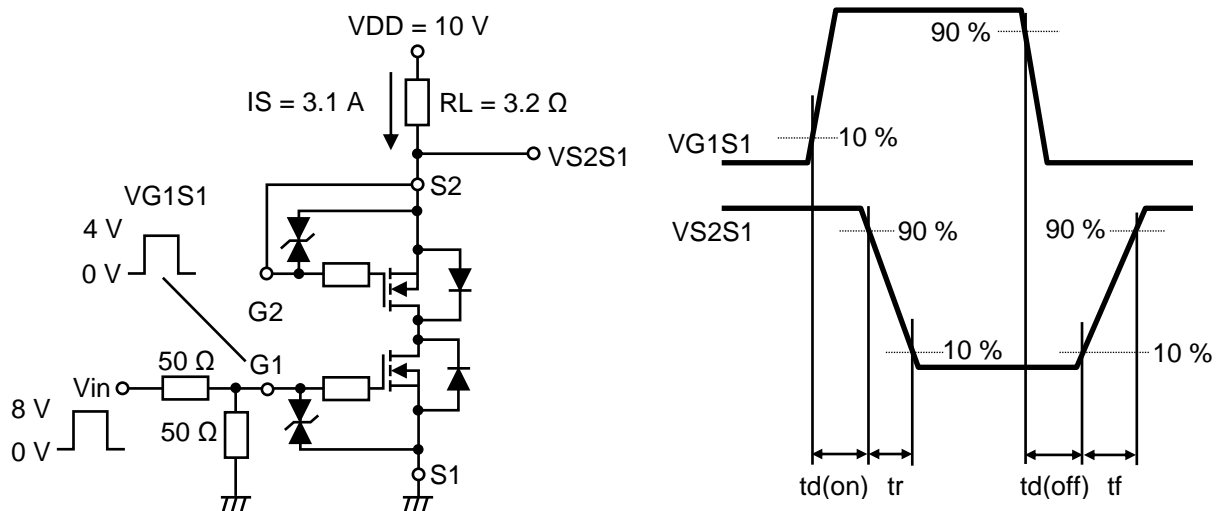 VDD = 10 V
IS = 3.1 A
RL = 3.2 Ω
VS2S1
S2
VG1S1
4 V
0 V
G2
G1
50 Ω
Vin
8 V
0 V
50 Ω
S1
90 %
VG1S1
10 %
VS2S1
90 %
90 %
10 %
10 %
td(on)
tr
td(off)
tf